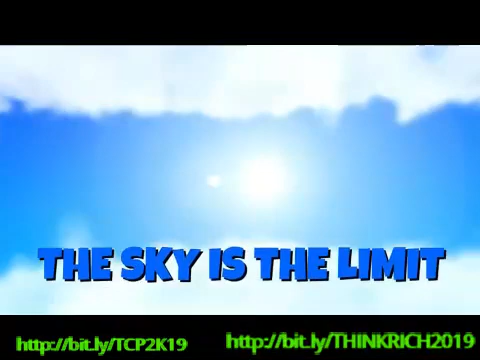 THE SKY IS THE LIMIT
http://bit.ly/TCP2K19
http://bit.ly/THINKRICH2019